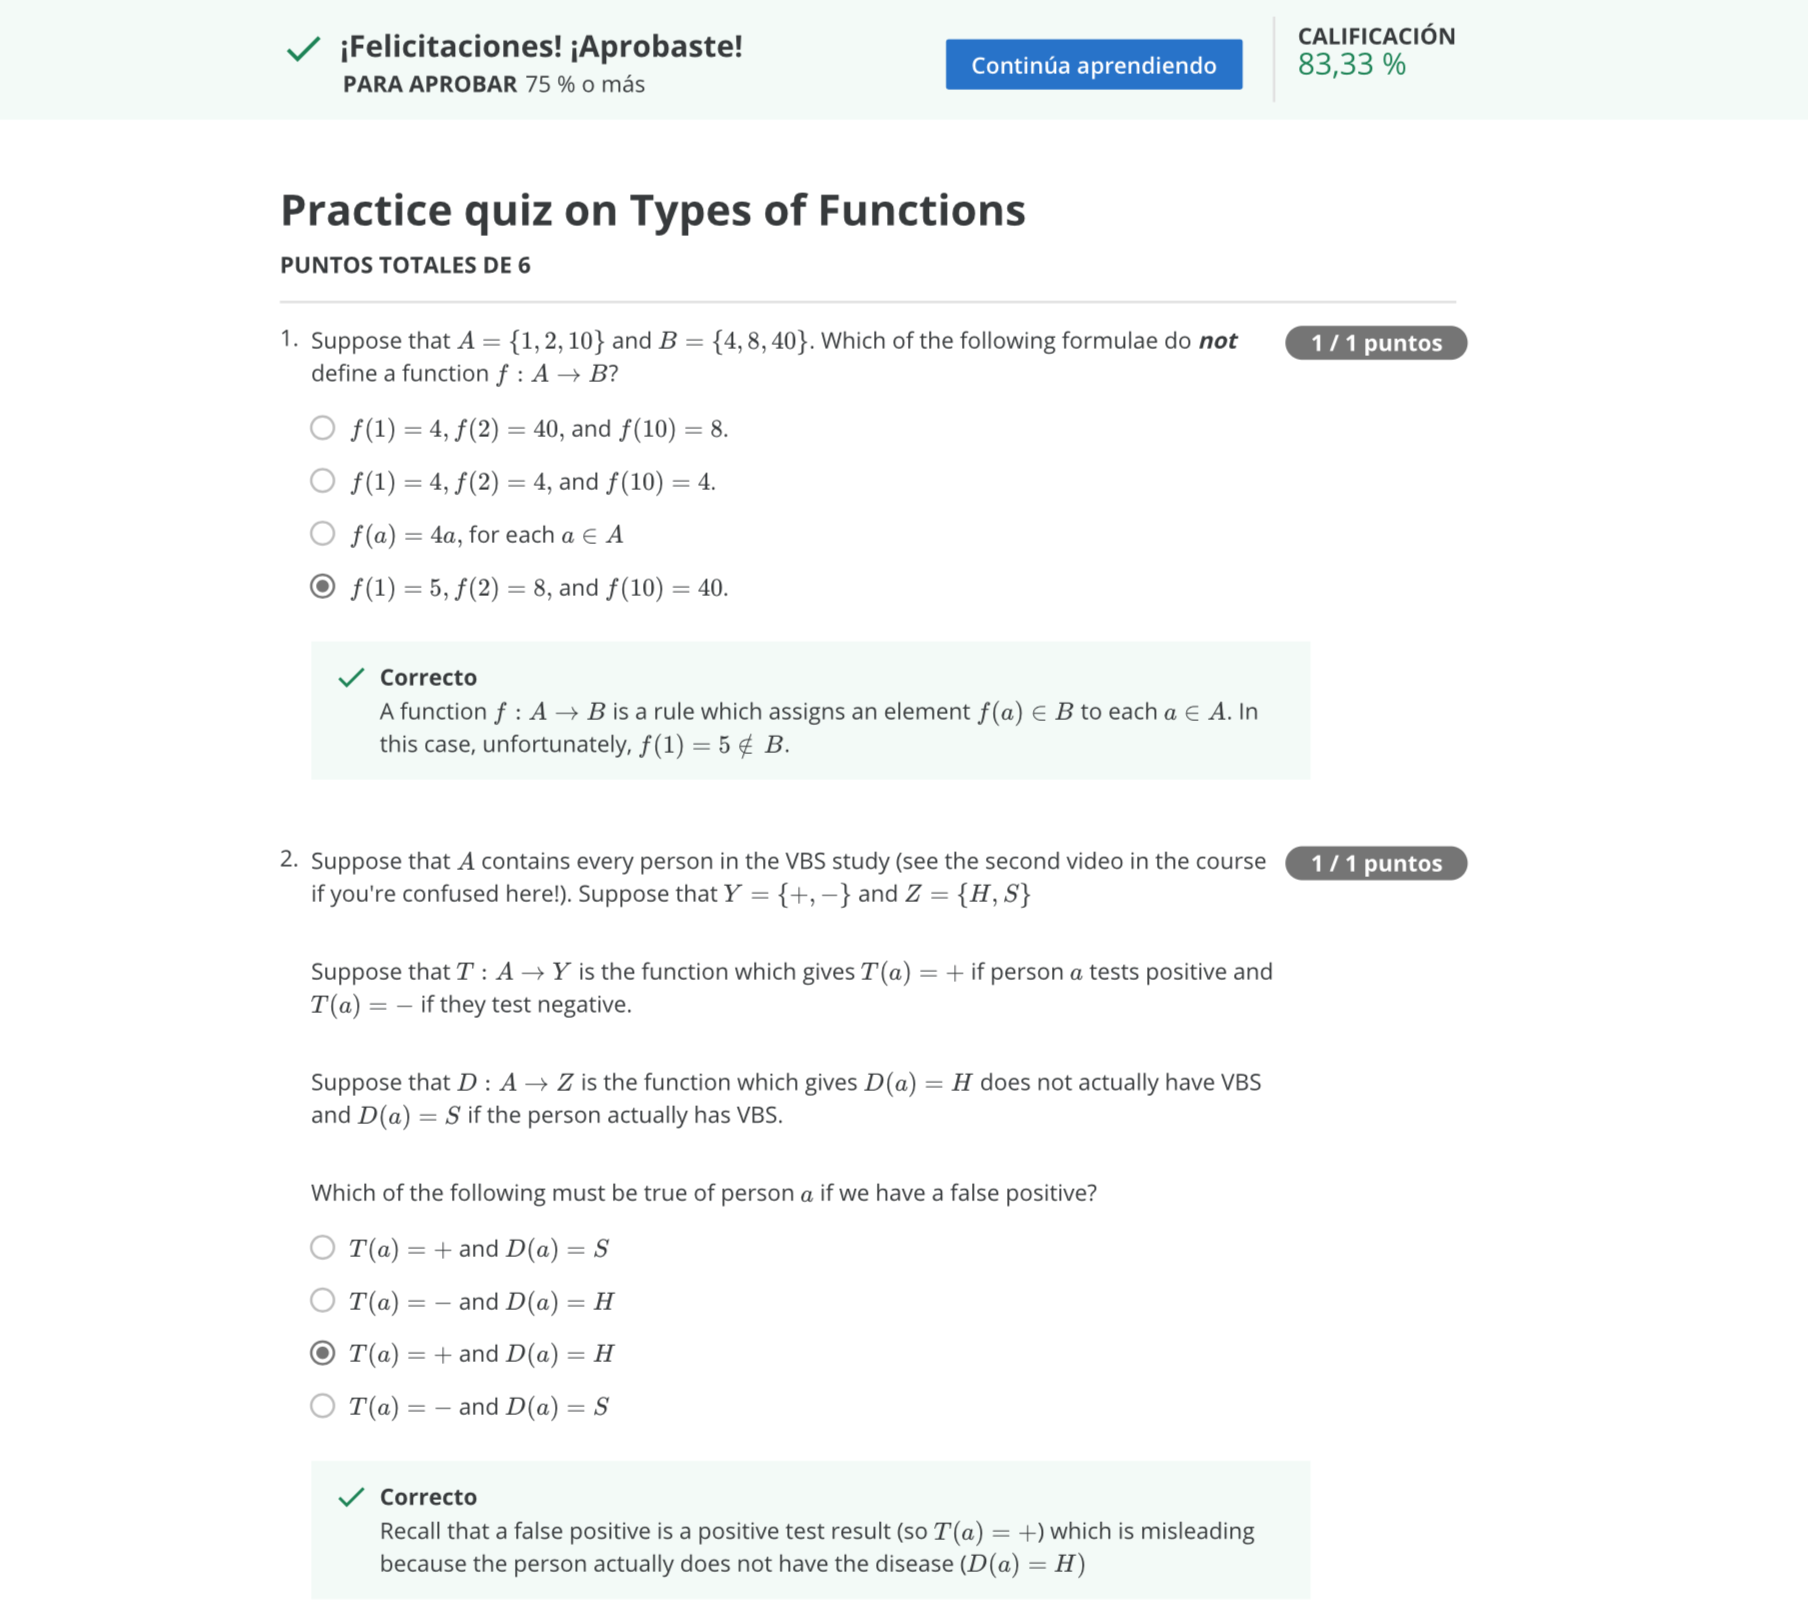 ¡Felicitaciones! ¡Aprobaste!
PARA APROBAR 75 % o más
Continúa aprendiendo
CALIFICACIÓN
83,33 %
Practice quiz on Types of Functions
PUNTOS TOTALES DE 6
1. Suppose that A = {1, 2, 10} and B = {4, 8, 40}. Which of the following formulae do not
define a function f : A → B?
1 / 1 puntos
f(1) = 4, f(2) = 40, and f(10) = 8.
f(1) = 4, f(2) = 4, and f(10) = 4.
f(a) = 4a, for each a ∈ A
f(1) = 5, f(2) = 8, and f(10) = 40.
Correcto
A function f : A → B is a rule which assigns an element f(a) ∈ B to each a ∈ A. In
this case, unfortunately, f(1) = 5 ∉ B.
2. Suppose that A contains every person in the VBS study (see the second video in the course
if you're confused here!). Suppose that Y = {+, −} and Z = {H, S}
1 / 1 puntos
Suppose that T : A → Y is the function which gives T(a) = + if person a tests positive and
T(a) = − if they test negative.
Suppose that D : A → Z is the function which gives D(a) = H does not actually have VBS
and D(a) = S if the person actually has VBS.
Which of the following must be true of person a if we have a false positive?
T(a) = + and D(a) = S
T(a) = − and D(a) = H
T(a) = + and D(a) = H
T(a) = − and D(a) = S
Correcto
Recall that a false positive is a positive test result (so T(a) = +) which is misleading
because the person actually does not have the disease (D(a) = H)